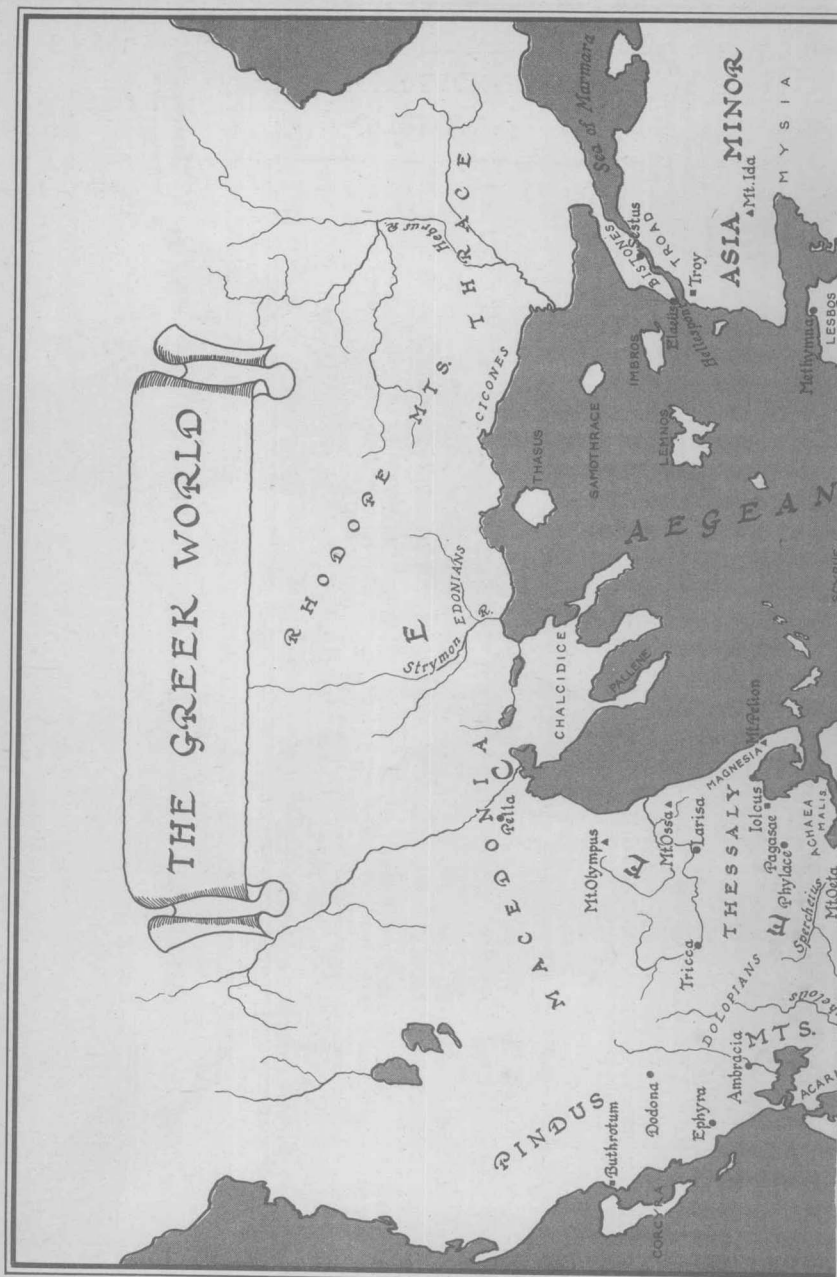 THE GREEK WORLD
RHODOPE MTS.
THRACE
Hebrus R.
CICONES
EDONIANS
Strymon R.
MACEDONIA
Pella
PINDUS MTS.
Buthrotum
Dodona
Ephyra
Ambracia
CORCYRA
DOLOPIANS
Mt.Olympus
Mt.Ossa
Larisa
Tricca
THESSALY
MAGNESIA
Mt.Pelion
Iolcus
Pagasae
Phylace
ACHAEA
MALIS
Spercheius
Mt.Oeta
G
E
E
E
CHALCIDICE
PALLENE
THASUS
SAMOTHRACE
IMBROS
LEMNOS
AEGEAN
Sea of Marmara
BISTONES
Sestus
Elaeus
Hellespont
TROAD
Troy
ASIA MINOR
Mt.Ida
MYSIA
Methymna
LESBOS